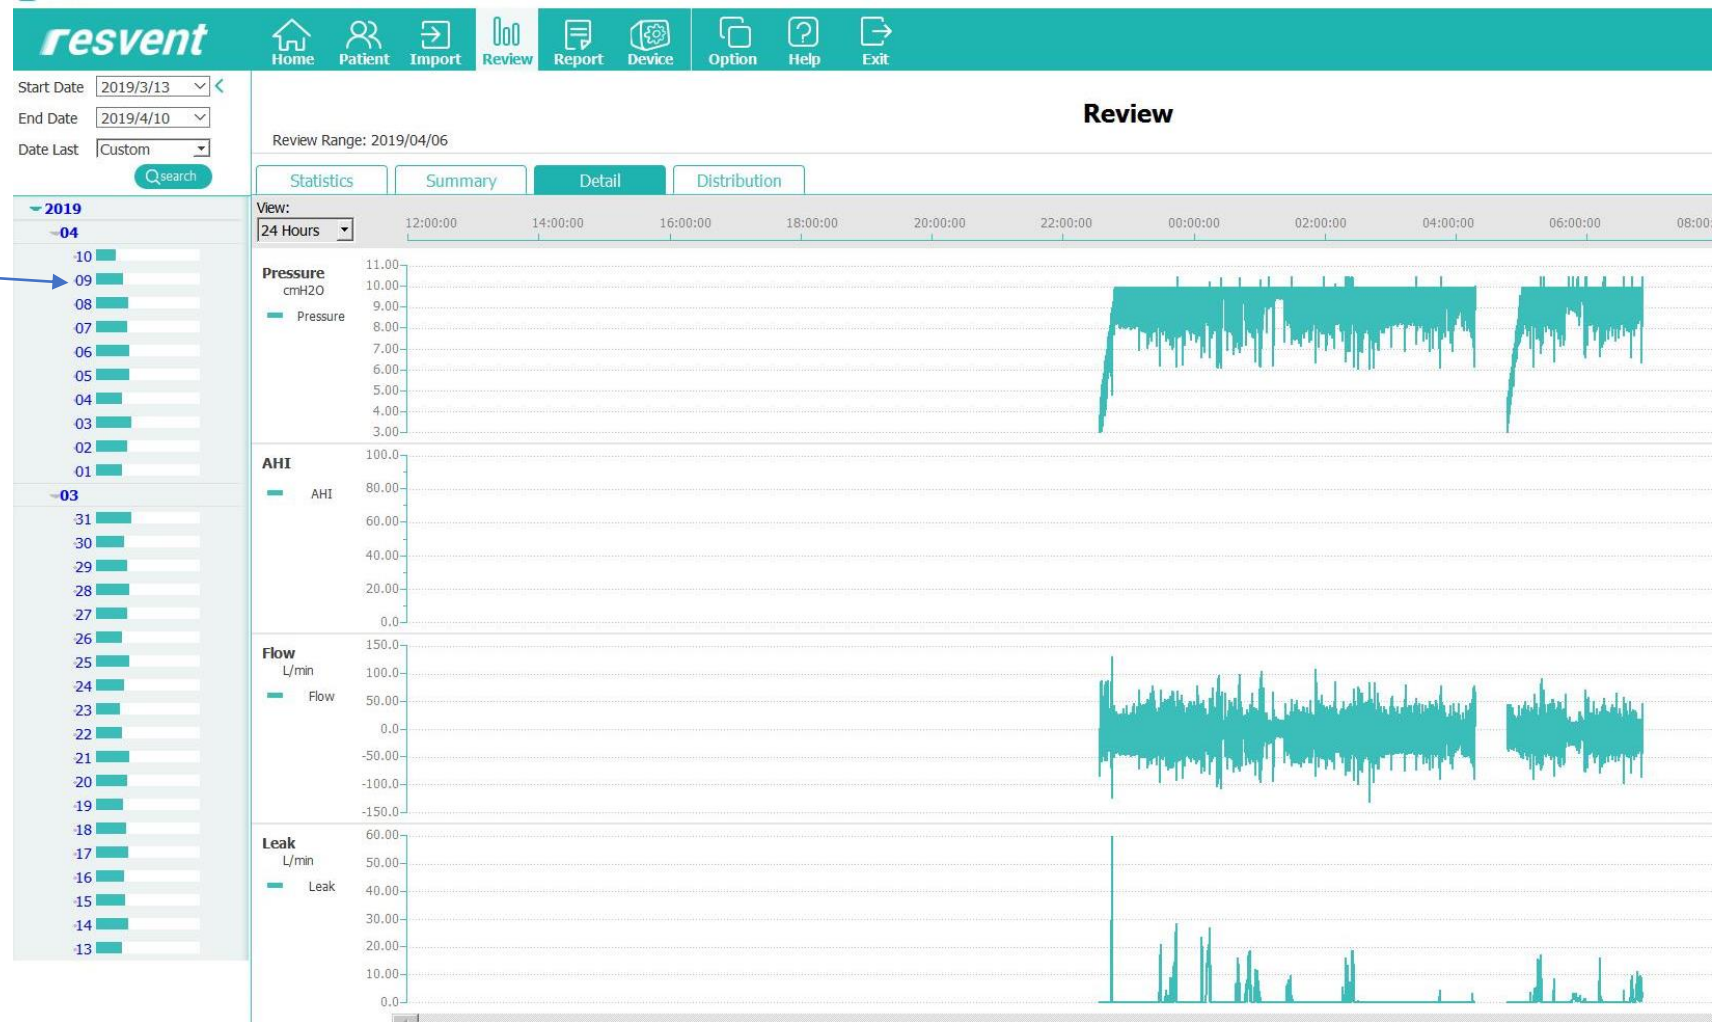 resvent
Home Patient Import Review Report Device Option Help Exit
Start Date 2019/3/13
End Date 2019/4/10
Date Last Custom
search
2019
04
10
09
08
07
06
05
04
03
02
01
03
31
30
29
28
27
26
25
24
23
22
21
20
19
18
17
16
15
14
13
Review
Review Range: 2019/04/06
Statistics Summary Detail Distribution
View:
24 Hours
12:00:00 14:00:00 16:00:00 18:00:00 20:00:00 22:00:00 00:00:00 02:00:00 04:00:00 06:00:00 08:00:
Pressure
cmH2O
Pressure
11.00
10.00
9.00
8.00
7.00
6.00
5.00
4.00
3.00
AHI
AHI
100.0
80.00
60.00
40.00
20.00
0.0
Flow
L/min
Flow
150.0
100.0
50.00
0.0
-50.00
-100.0
-150.0
Leak
L/min
Leak
60.00
50.00
40.00
30.00
20.00
10.00
0.0